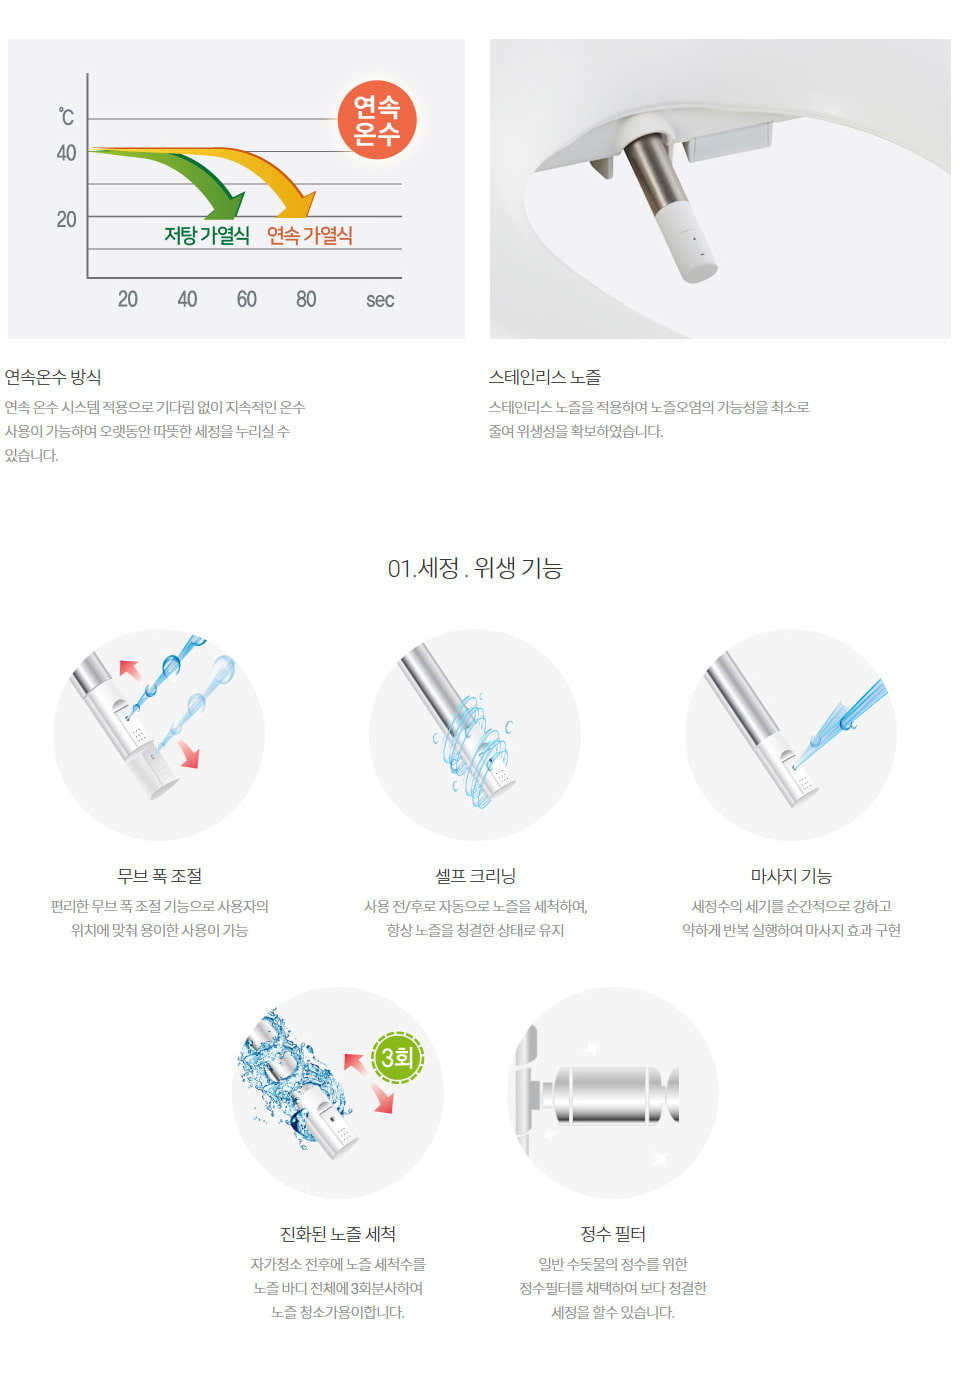 연속
온수
℃
40
20
저탕 가열식
연속 가열식
20 40 60 80 sec
연속온수 방식
연속 온수 시스템 적용으로 기다림 없이 지속적인 온수
사용이 가능하여 오랫동안 따뜻한 세정을 누리실 수
있습니다.
스테인리스 노즐
스테인리스 노즐을 적용하여 노즐오염의 가능성을 최소로
줄여 위생성을 확보하였습니다.
01.세정 . 위생 기능
무브 폭 조절
편리한 무브 폭 조절 기능으로 사용자의
위치에 맞춰 용이한 사용이 가능
셀프 크리닝
사용 전/후로 자동으로 노즐을 세척하여,
항상 노즐을 청결한 상태로 유지
마사지 기능
세정수의 세기를 순간적으로 강하고
약하게 반복 실행하여 마사지 효과 구현
3회
진화된 노즐 세척
자가청소 전후에 노즐 세척수를
노즐 바디 전체에 3회분사하여
노즐 청소가용이합니다.
정수 필터
일반 수돗물의 정수를 위한
정수필터를 채택하여 보다 청결한
세정을 할수 있습니다.